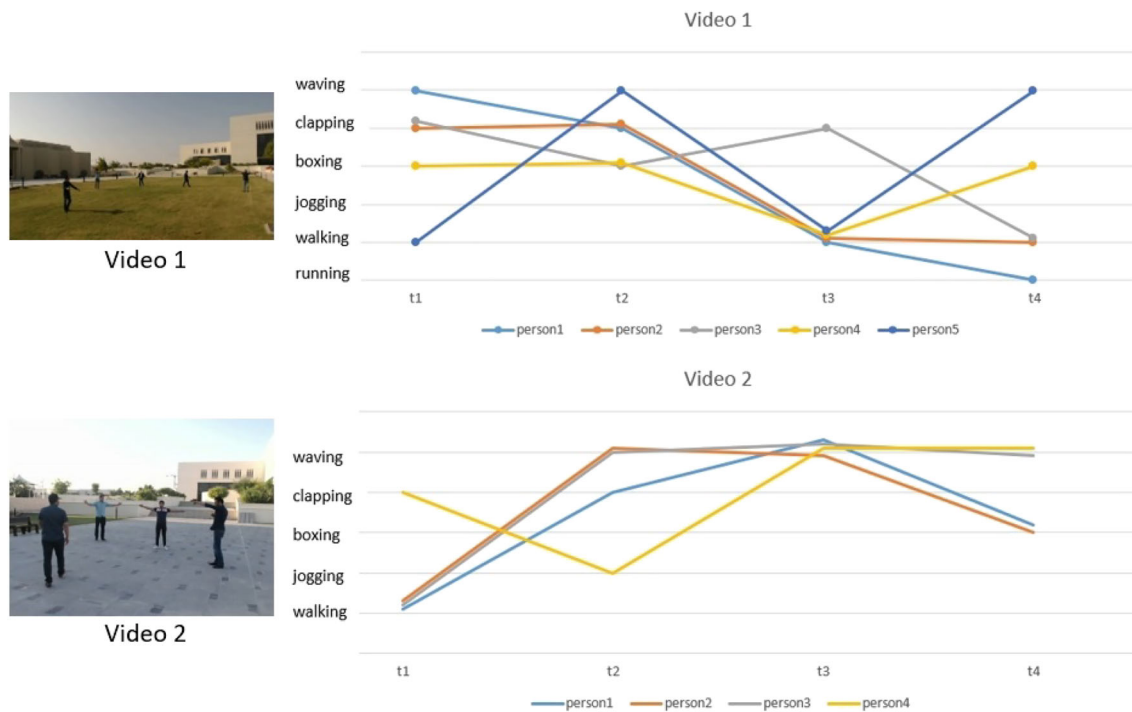 Video 1
waving
clapping
boxing
jogging
walking
running
t1 t2 t3 t4
person1 person2 person3 person4 person5
Video 1
Video 2
waving
clapping
boxing
jogging
walking
t1 t2 t3 t4
person1 person2 person3 person4
Video 2